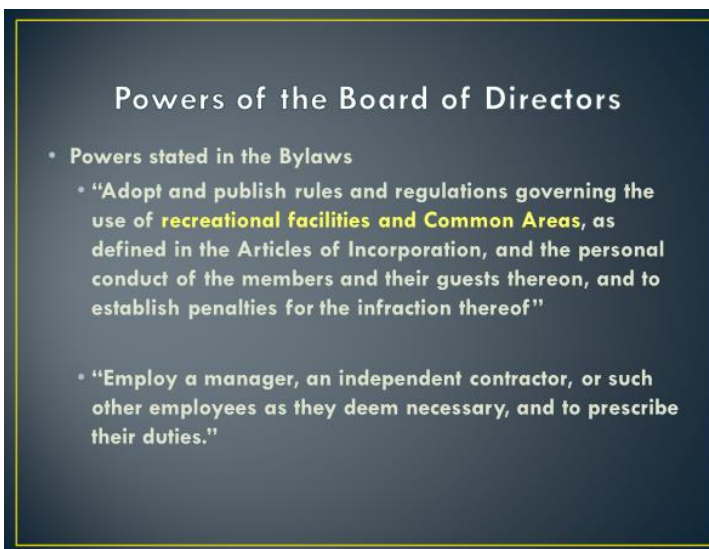 Powers of the Board of Directors
• Powers stated in the Bylaws
• “Adopt and publish rules and regulations governing the
use of recreational facilities and Common Areas, as
defined in the Articles of Incorporation, and the personal
conduct of the members and their guests thereon, and to
establish penalties for the infraction thereof”
• “Employ a manager, an independent contractor, or such
other employees as they deem necessary, and to prescribe
their duties.”